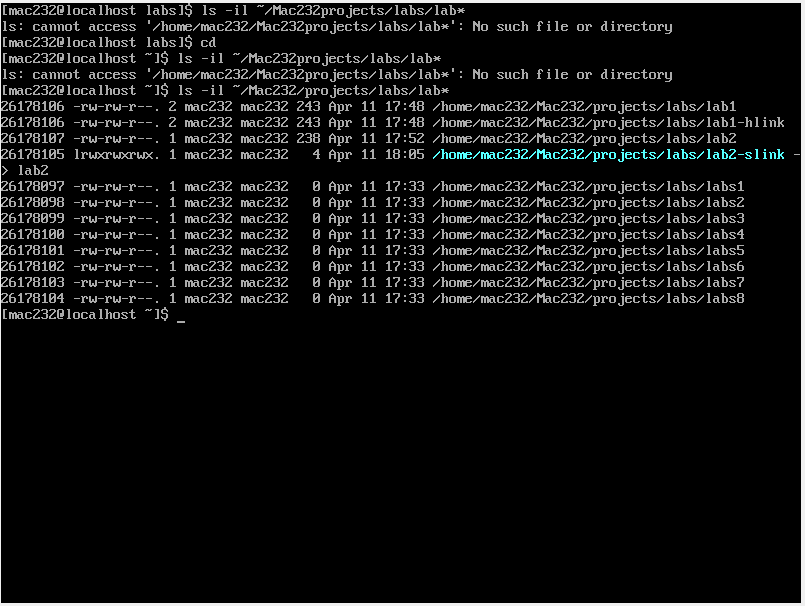 [mac232@localhost labs]$ ls -il ~/Mac232projects/labs/lab*
ls: cannot access '/home/mac232/Mac232projects/labs/lab*': No such file or directory
[mac232@localhost labs]$ cd
[mac232@localhost ~]$ ls -il ~/Mac232projects/labs/lab*
ls: cannot access '/home/mac232/Mac232projects/labs/lab*': No such file or directory
[mac232@localhost ~]$ ls -il ~/Mac232/projects/labs/lab*
26178106 -rw-rw-r--. 2 mac232 mac232 243 Apr 11 17:48 /home/mac232/Mac232/projects/labs/lab1
26178106 -rw-rw-r--. 2 mac232 mac232 243 Apr 11 17:48 /home/mac232/Mac232/projects/labs/lab1-hlink
26178107 -rw-rw-r--. 1 mac232 mac232 238 Apr 11 17:52 /home/mac232/Mac232/projects/labs/lab2
26178105 lrwxrwxrwx. 1 mac232 mac232   4 Apr 11 18:05 /home/mac232/Mac232/projects/labs/lab2-slink -
> lab2
26178097 -rw-rw-r--. 1 mac232 mac232   0 Apr 11 17:33 /home/mac232/Mac232/projects/labs/labs1
26178098 -rw-rw-r--. 1 mac232 mac232   0 Apr 11 17:33 /home/mac232/Mac232/projects/labs/labs2
26178099 -rw-rw-r--. 1 mac232 mac232   0 Apr 11 17:33 /home/mac232/Mac232/projects/labs/labs3
26178100 -rw-rw-r--. 1 mac232 mac232   0 Apr 11 17:33 /home/mac232/Mac232/projects/labs/labs4
26178101 -rw-rw-r--. 1 mac232 mac232   0 Apr 11 17:33 /home/mac232/Mac232/projects/labs/labs5
26178102 -rw-rw-r--. 1 mac232 mac232   0 Apr 11 17:33 /home/mac232/Mac232/projects/labs/labs6
26178103 -rw-rw-r--. 1 mac232 mac232   0 Apr 11 17:33 /home/mac232/Mac232/projects/labs/labs7
26178104 -rw-rw-r--. 1 mac232 mac232   0 Apr 11 17:33 /home/mac232/Mac232/projects/labs/labs8
[mac232@localhost ~]$ _